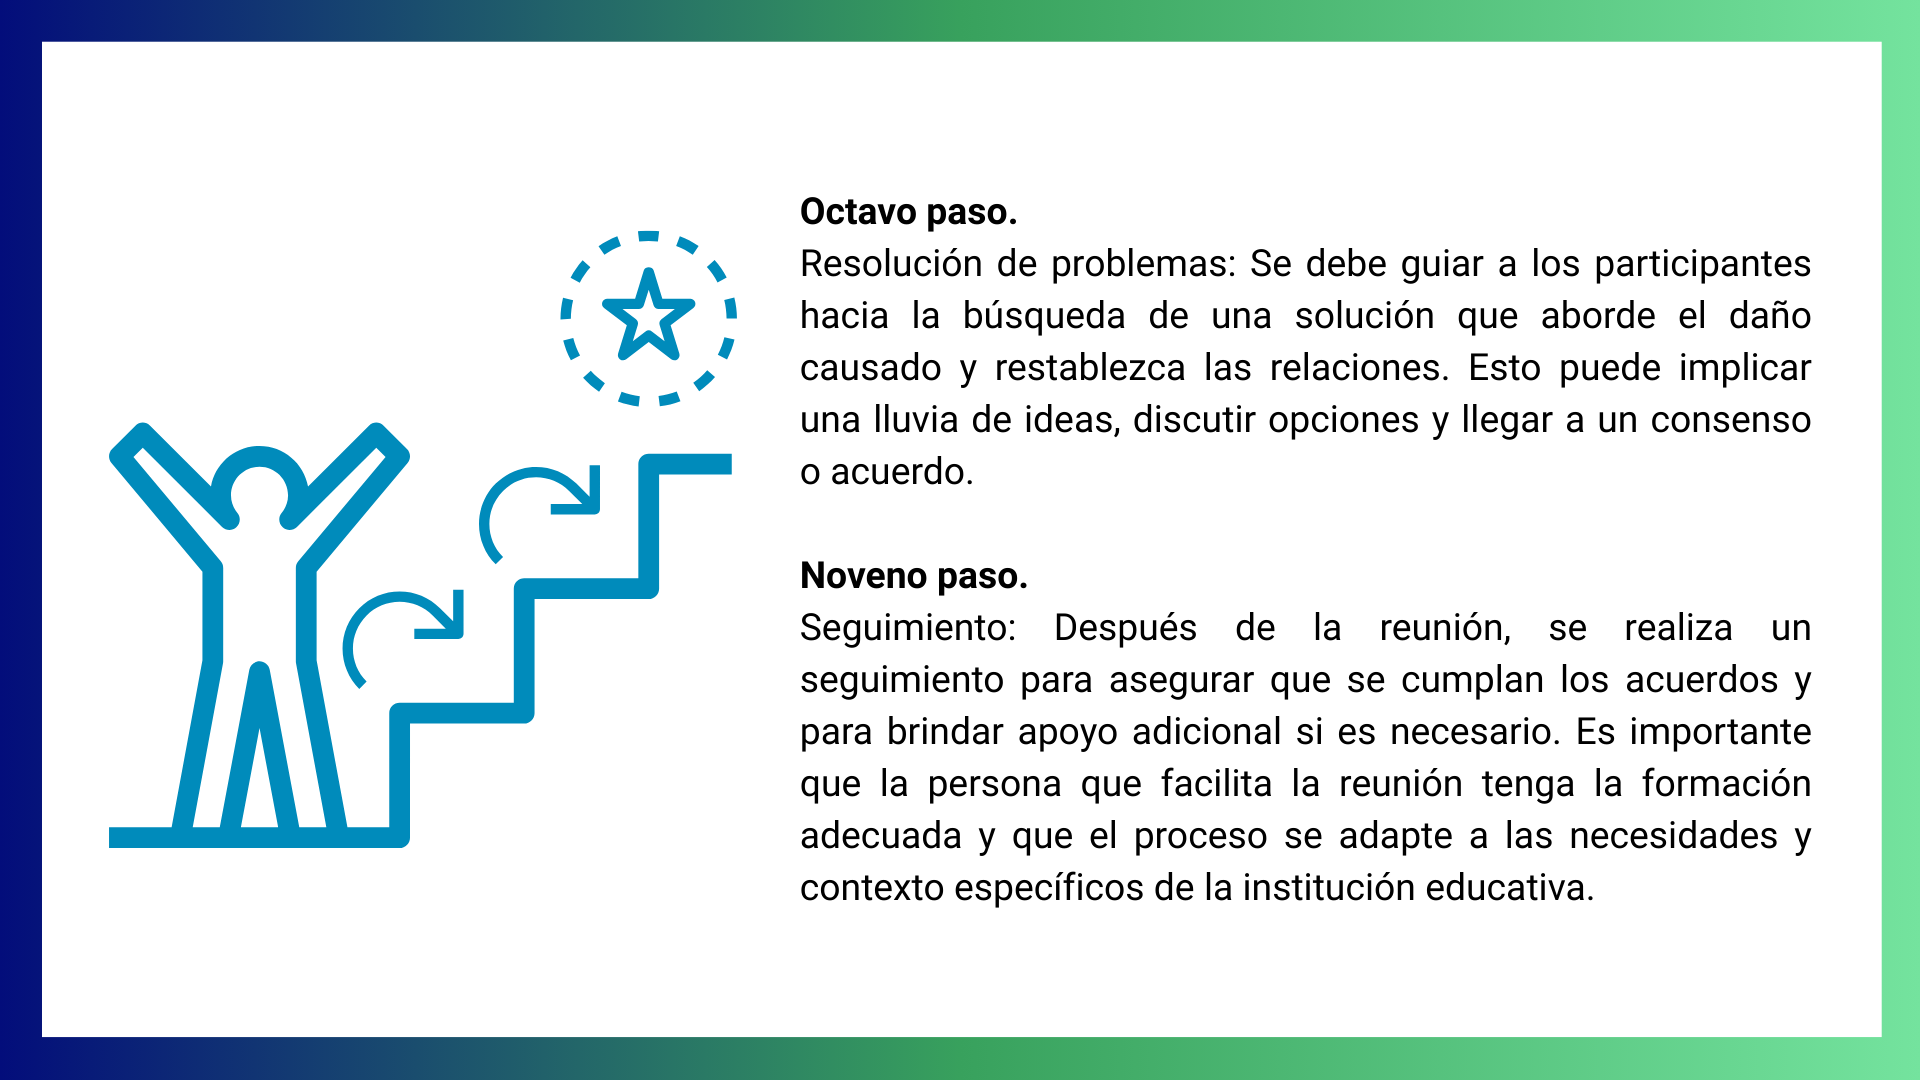 Octavo paso.
Resolución de problemas: Se debe guiar a los participantes
hacia la búsqueda de una solución que aborde el daño
causado y restablezca las relaciones. Esto puede implicar
una lluvia de ideas, discutir opciones y llegar a un consenso
o acuerdo.
Noveno paso.
Seguimiento: Después de la reunión, se realiza un
seguimiento para asegurar que se cumplan los acuerdos y
para brindar apoyo adicional si es necesario. Es importante
que la persona que facilita la reunión tenga la formación
adecuada y que el proceso se adapte a las necesidades y
contexto específicos de la institución educativa.